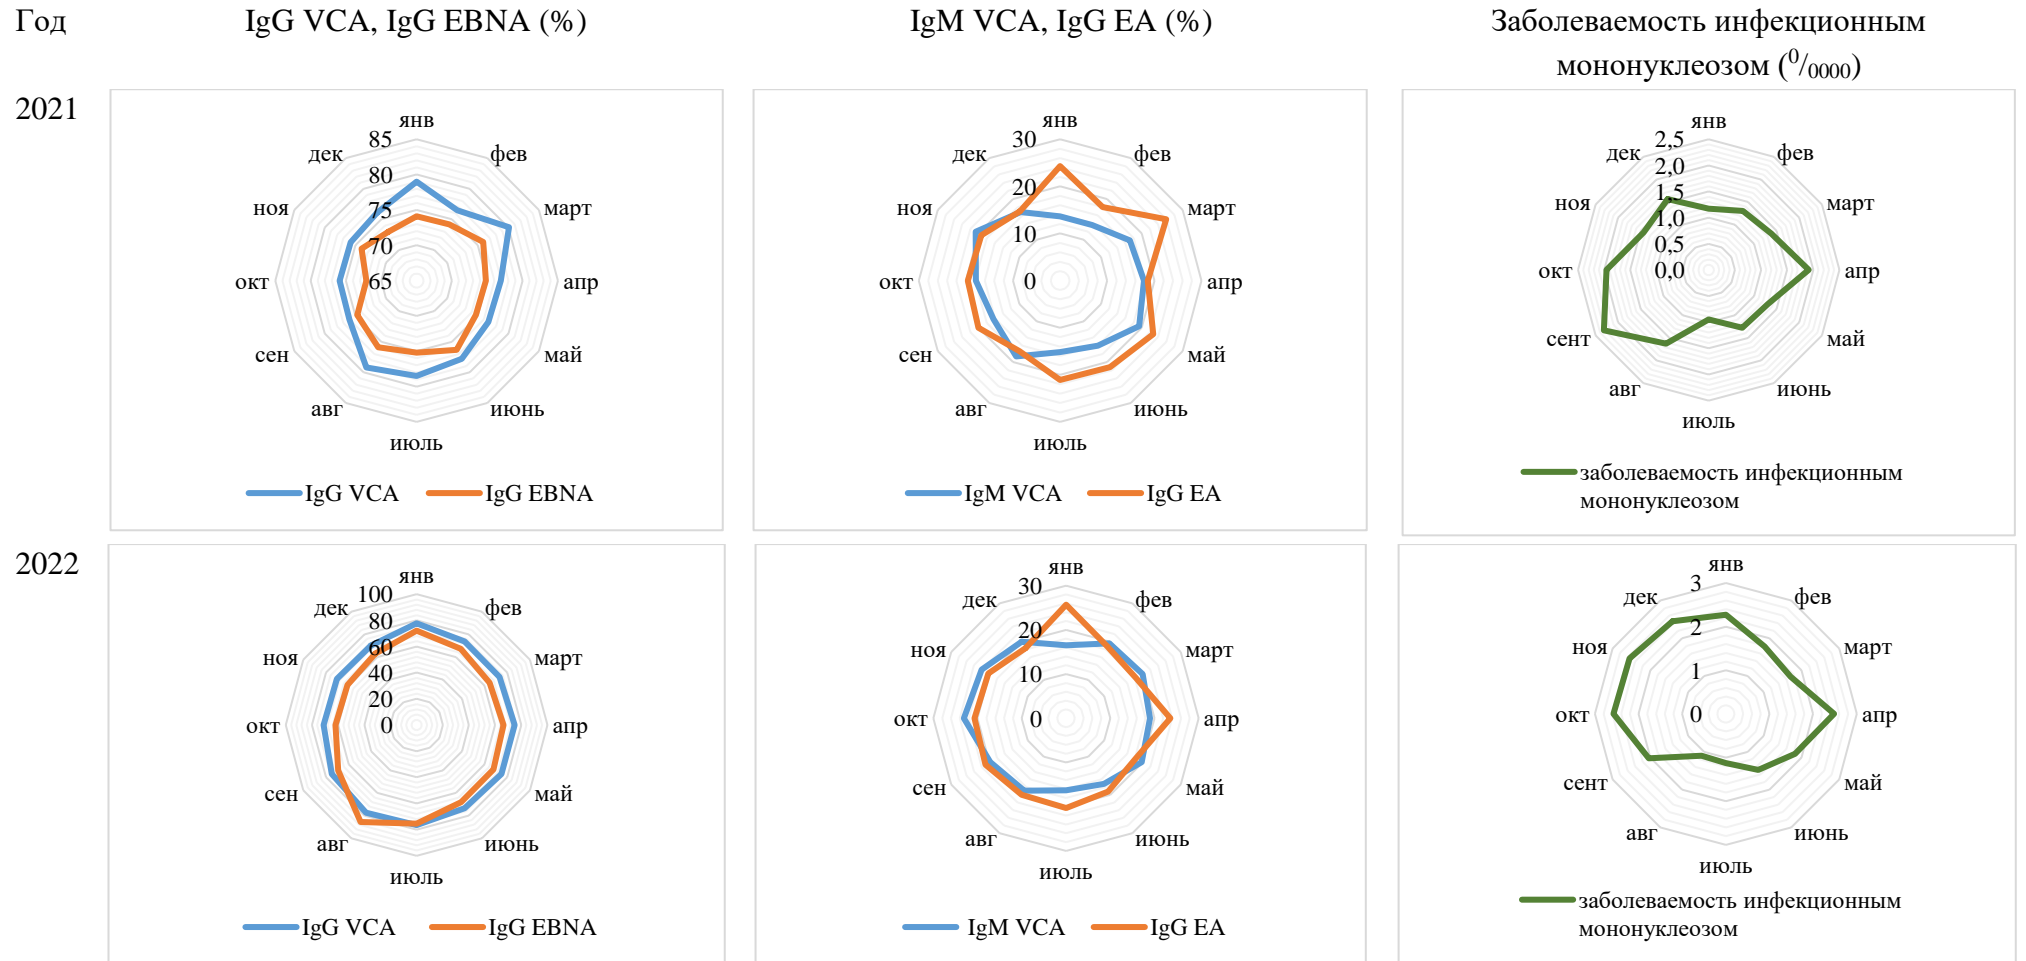 Год IgG VCA, IgG EBNA (%) IgM VCA, IgG EA (%) Заболеваемость инфекционным
мононуклеозом (⁰/₀₀₀₀)
2021
янв
фев
март
апр
май
июнь
июль
авг
сен
окт
ноя
дек
85
80
75
70
65
IgG VCA IgG EBNA
янв
фев
март
апр
май
июнь
июль
авг
сен
окт
ноя
дек
30
20
10
0
IgM VCA IgG EA
янв
фев
март
апр
май
июнь
июль
авг
сент
окт
ноя
дек
2,5
2,0
1,5
1,0
0,5
0,0
заболеваемость инфекционным
мононуклеозом
2022
янв
фев
март
апр
май
июнь
июль
авг
сен
окт
ноя
дек
100
80
60
40
20
0
IgG VCA IgG EBNA
янв
фев
март
апр
май
июнь
июль
авг
сен
окт
ноя
дек
30
20
10
0
IgM VCA IgG EA
янв
фев
март
апр
май
июнь
июль
авг
сент
окт
ноя
дек
3
2
1
0
заболеваемость инфекционным
мононуклеозом